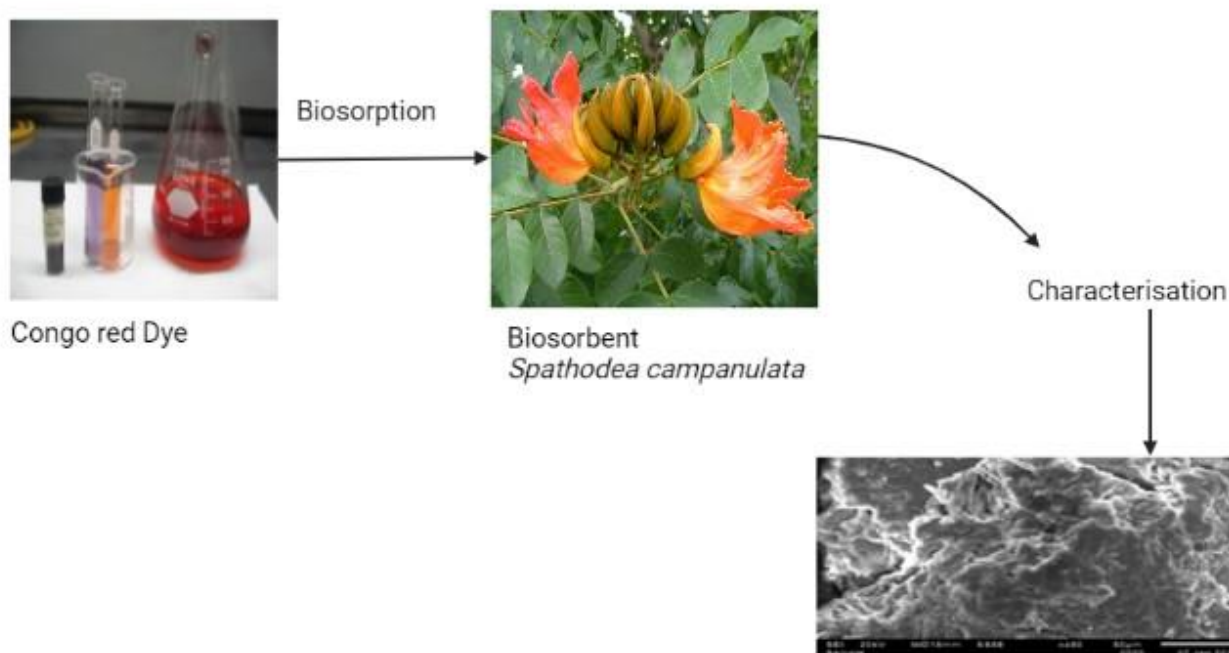 Biosorption
Congo red Dye
Biosorbent
Spathodea campanulata
Characterisation